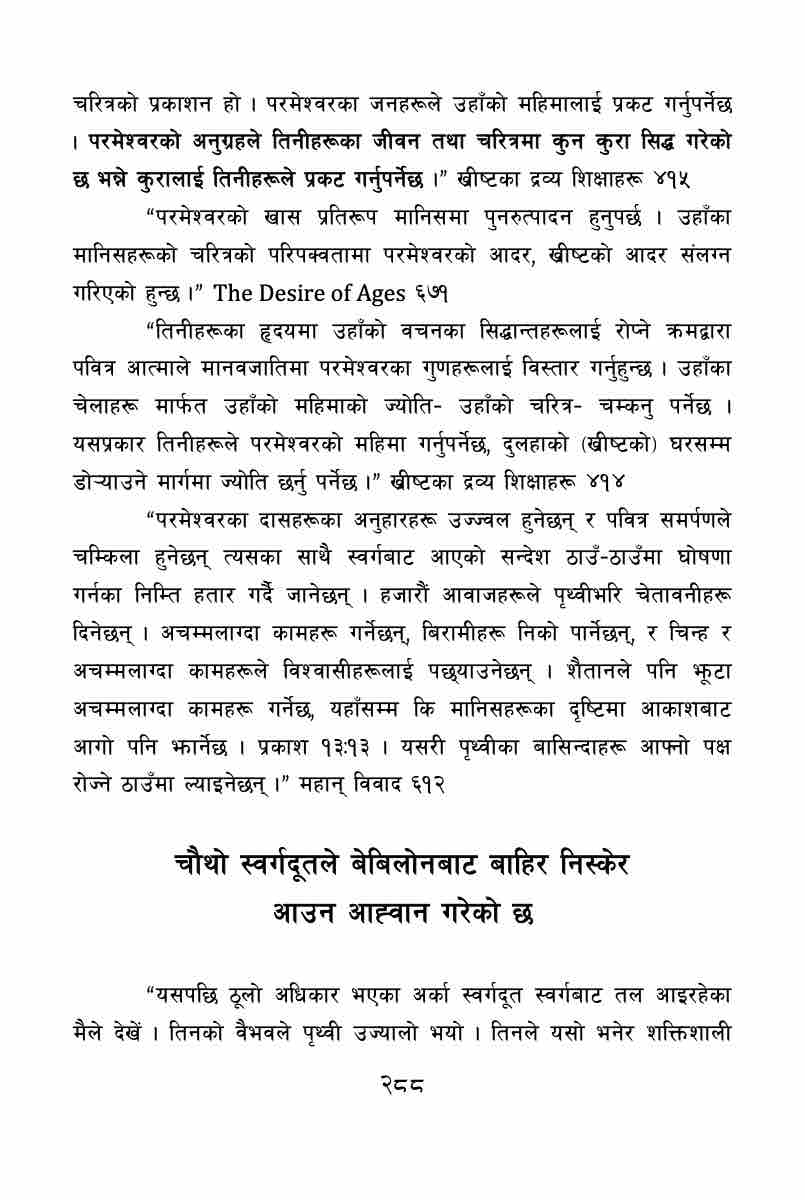 चरित्रको प्रकाशन हो । परमेश्वरका जनहरूले उहाँको महिमालाई प्रकट गर्नुपर्नेछ
। परमेश्वरको अनुग्रहले तिनीहरूका जीवन तथा चरित्रमा कुन कुरा सिद्ध गरेको
छ भन्ने कुरालाई तिनीहरूले प्रकट गर्नुपर्नेछ ।” ख्रीष्टका द्रव्य शिक्षाहरू ४१५
“परमेश्वरको खास प्रतिरूप मानिसमा पुनरुत्पादन हुनुपर्छ । उहाँका
मानिसहरूको चरित्रको परिपक्वतामा परमेश्वरको आदर, ख्रीष्टको आदर संलग्न
गरिएको हुन्छ ।” The Desire of Ages ६७१
“तिनीहरूका हृदयमा उहाँको वचनका सिद्धान्तहरूलाई रोप्ने क्रमद्वारा
पवित्र आत्माले मानवजातिमा परमेश्वरका गुणहरूलाई विस्तार गर्नुहुन्छ । उहाँका
चेलाहरू मार्फत उहाँको महिमाको ज्योति- उहाँको चरित्र- चम्कनु पर्नेछ ।
यसप्रकार तिनीहरूले परमेश्वरको महिमा गर्नुपर्नेछ, दुलहाको (ख्रीष्टको) घरसम्म
डोऱ्याउने मार्गमा ज्योति छर्नु पर्नेछ ।” ख्रीष्टका द्रव्य शिक्षाहरू ४१४
“परमेश्वरका दासहरूका अनुहारहरू उज्ज्वल हुनेछन् र पवित्र समर्पणले
चम्किला हुनेछन् त्यसका साथै स्वर्गबाट आएको सन्देश ठाउँ-ठाउँमा घोषणा
गर्नका निम्ति हतार गर्दै जानेछन् । हजारौं आवाजहरूले पृथ्वीभरि चेतावनीहरू
दिनेछन् । अचम्मलाग्दा कामहरू गर्नेछन्, बिरामीहरू निको पार्नेछन्, र चिन्ह र
अचम्मलाग्दा कामहरूले विश्वासीहरूलाई पछ्याउनेछन् । शैतानले पनि झूटा
अचम्मलाग्दा कामहरू गर्नेछ, यहाँसम्म कि मानिसहरूका दृष्टिमा आकाशबाट
आगो पनि झार्नेछ । प्रकाश १३:१३ । यसरी पृथ्वीका बासिन्दाहरू आफ्नो पक्ष
रोज्ने ठाउँमा ल्याइनेछन् ।” महान् विवाद ६१२
चौथो स्वर्गदूतले बेबिलोनबाट बाहिर निस्केर
आउन आह्वान गरेको छ
“यसपछि ठूलो अधिकार भएका अर्का स्वर्गदूत स्वर्गबाट तल आइरहेका
मैले देखें । तिनको वैभवले पृथ्वी उज्यालो भयो । तिनले यसो भनेर शक्तिशाली
२८८